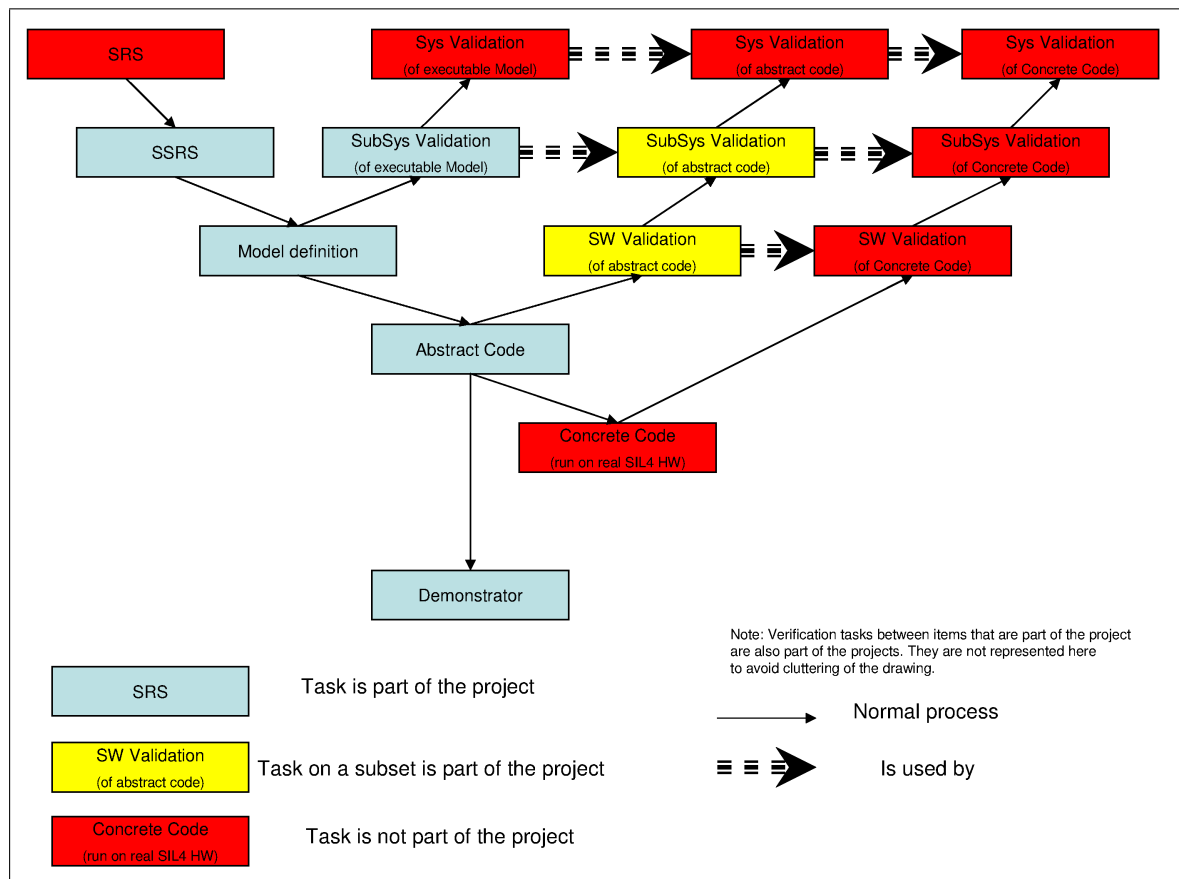 SRS
Sys Validation
(of executable Model)
Sys Validation
(of abstract code)
Sys Validation
(of Concrete Code)
SSRS
SubSys Validation
(of executable Model)
SubSys Validation
(of abstract code)
SubSys Validation
(of Concrete Code)
Model definition
SW Validation
(of abstract code)
SW Validation
(of Concrete Code)
Abstract Code
Concrete Code
(run on real SIL4 HW)
Demonstrator
Note: Verification tasks between items that are part of the project
are also part of the projects. They are not represented here
to avoid cluttering of the drawing.
SRS
Task is part of the project
Normal process
SW Validation
(of abstract code)
Task on a subset is part of the project
Is used by
Concrete Code
(run on real SIL4 HW)
Task is not part of the project